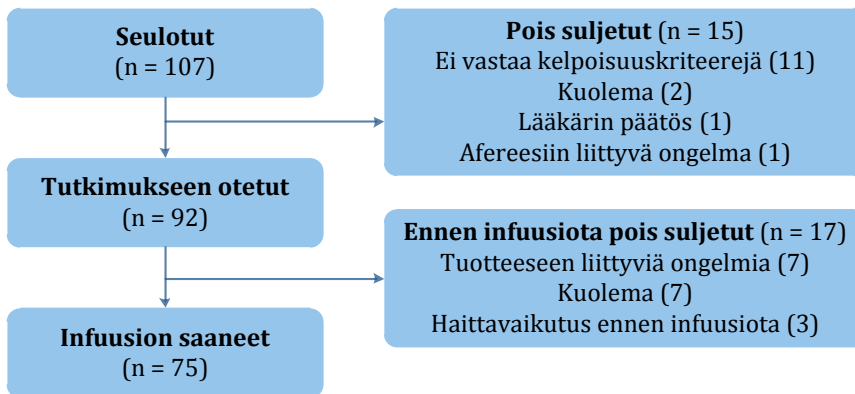 Seulotut
(n = 107)
Pois suljetut (n = 15)
Ei vastaa kelpoisuuskriteerejä (11)
Kuolema (2)
Lääkärin päätös (1)
Afereesiin liittyvä ongelma (1)
Tutkimukseen otetut
(n = 92)
Ennen infuusiota pois suljetut (n = 17)
Tuotteeseen liittyviä ongelmia (7)
Kuolema (7)
Haittavaikutus ennen infuusiota (3)
Infuusion saaneet
(n = 75)